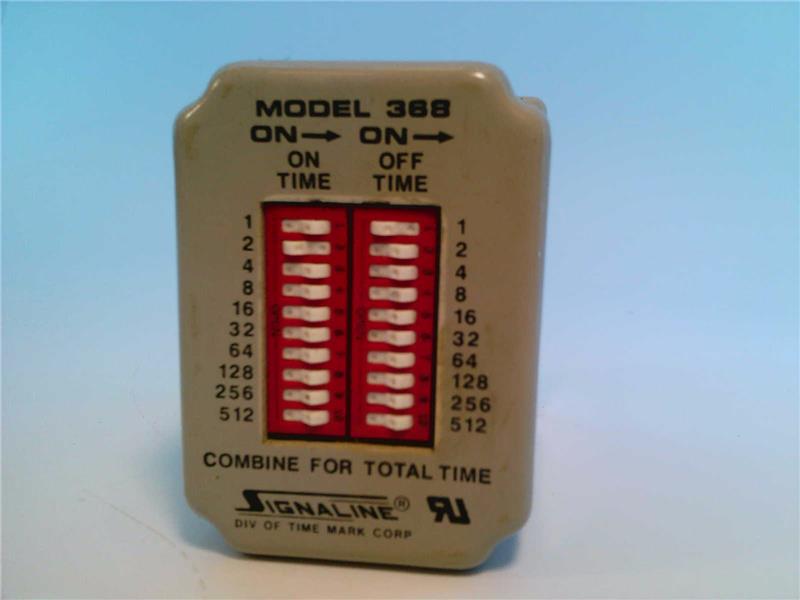 MODEL 368
ON→ ON→
ON TIME OFF TIME
1 1
2 2
4 4
8 8
16 16
32 32
64 64
128 128
256 256
512 512
COMBINE FOR TOTAL TIME
SIGNALINE®
DIV OF TIME MARK CORP